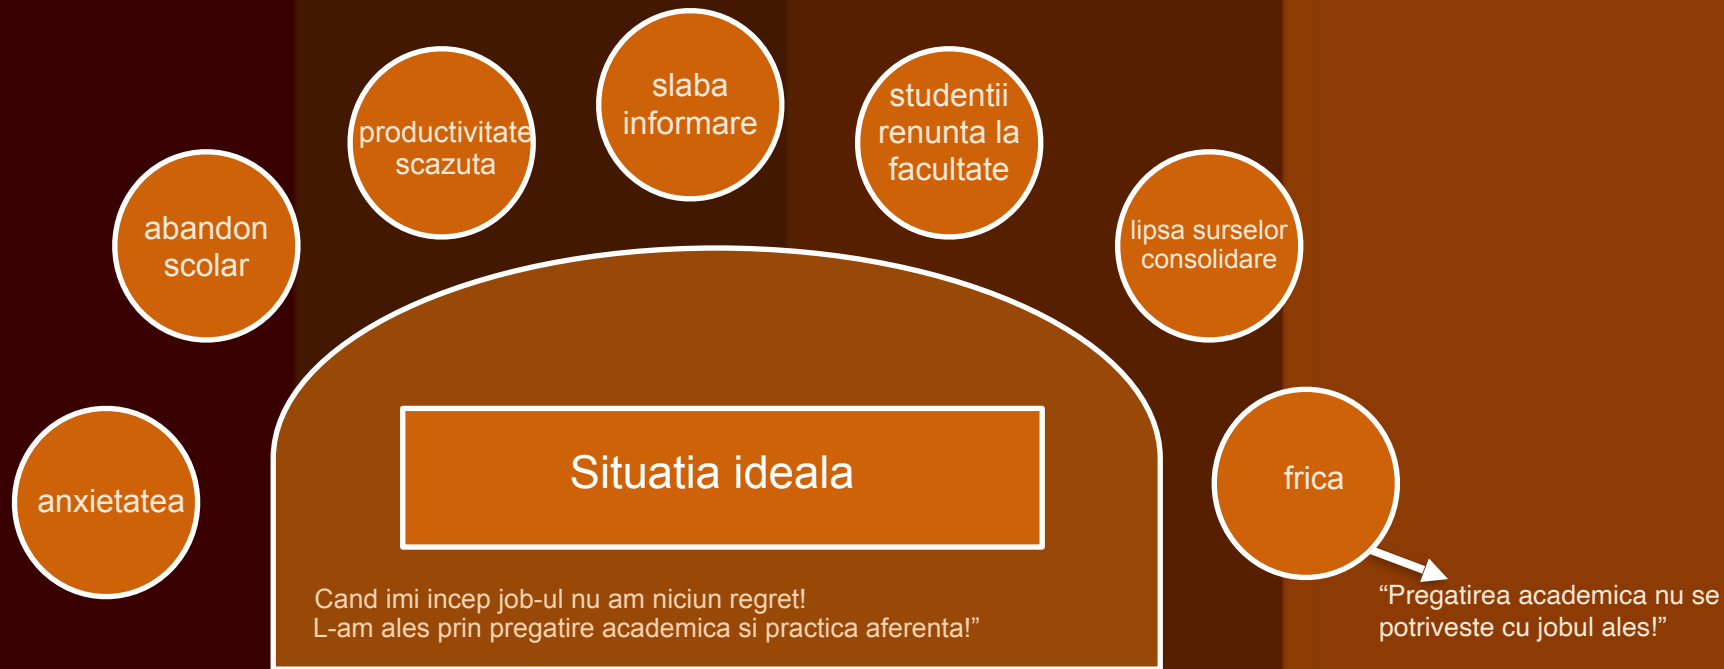 anxietatea
abandon
scolar
productivitate
scazuta
slaba
informare
studentii
renunta la
facultate
lipsa surselor
consolidare
frica
“Pregatirea academica nu se
potriveste cu jobul ales!”
Situatia ideala
Cand imi incep job-ul nu am niciun regret!
L-am ales prin pregatire academica si practica aferenta!”